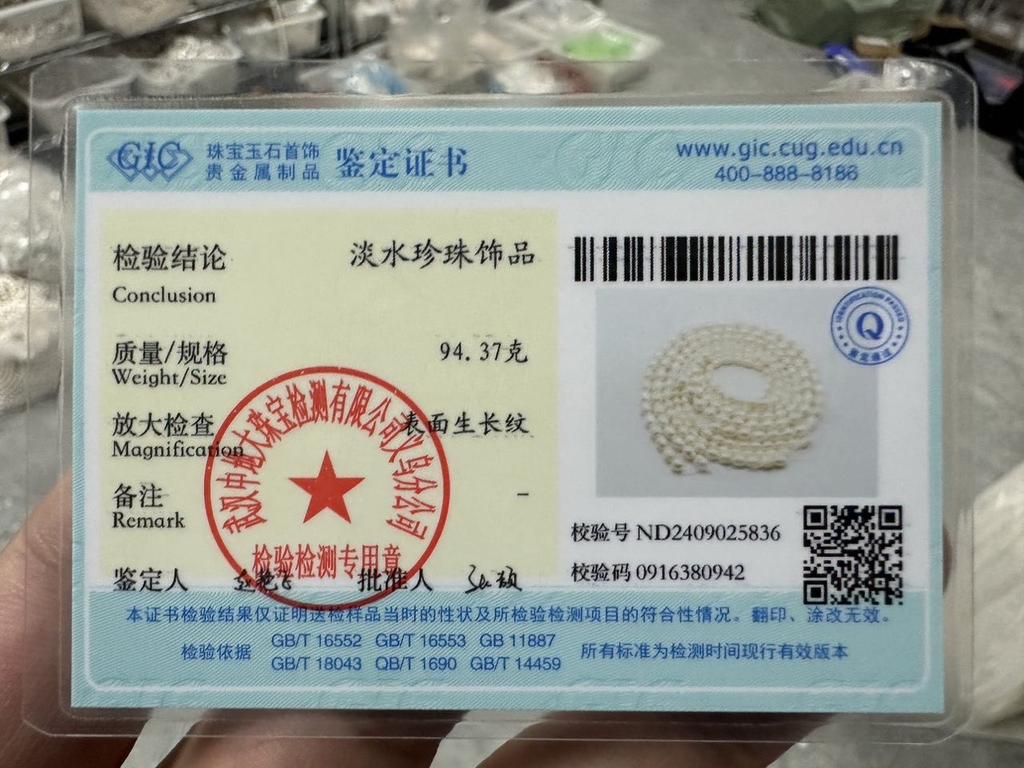 GIC
珠宝玉石首饰
贵金属制品
鉴定证书
www.gic.cug.edu.cn
400-888-8186
检验结论 淡水珍珠饰品
Conclusion
质量/规格 94.37克
Weight/Size
放大检查 表面生长纹
Magnification
备注 -
Remark
鉴定人
批准人
武汉中地大珠宝检测有限公司义乌分公司
检验检测专用章
IDENTIFICATION PASSED
Q
鉴定通过
校验号 ND2409025836
校验码 0916380942
本证书检验结果仅证明送检样品当时的性状及所检验检测项目的符合性情况。翻印、涂改无效。
检验依据
GB/T 16552 GB/T 16553 GB 11887
GB/T 18043 QB/T 1690 GB/T 14459
所有标准为检测时间现行有效版本